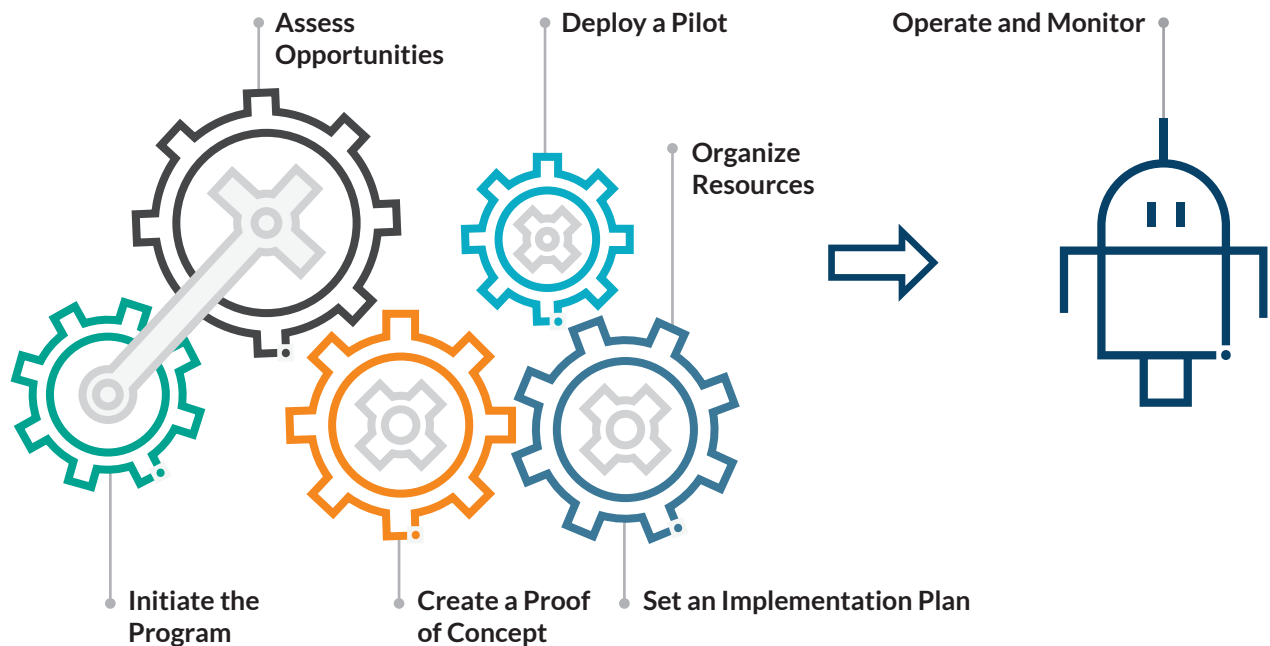 Assess
Opportunities
Deploy a Pilot
Operate and Monitor
Organize
Resources
Initiate the
Program
Create a Proof
of Concept
Set an Implementation Plan